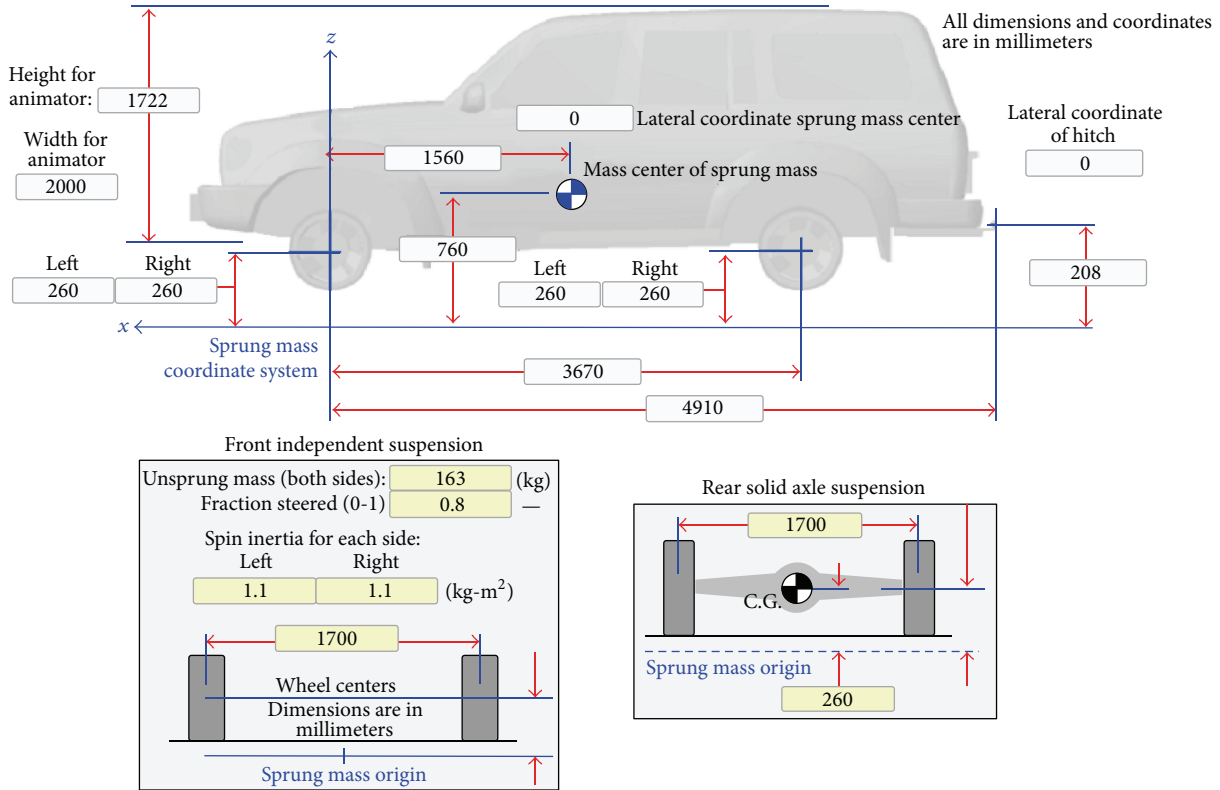 All dimensions and coordinates
are in millimeters
z
Height for
animator: 1722
Width for
animator
2000
0 Lateral coordinate sprung mass center
Lateral coordinate
of hitch
0
1560
Mass center of sprung mass
760
Left Right
260 260
Left Right
260 260
208
x
Sprung mass
coordinate system
3670
4910
Front independent suspension
Unsprung mass (both sides): 163 (kg)
Fraction steered (0-1) 0.8 —
Spin inertia for each side:
Left Right
1.1 1.1 (kg-m²)
1700
Wheel centers
Dimensions are in
millimeters
Sprung mass origin
Rear solid axle suspension
1700
C.G.
Sprung mass origin
260